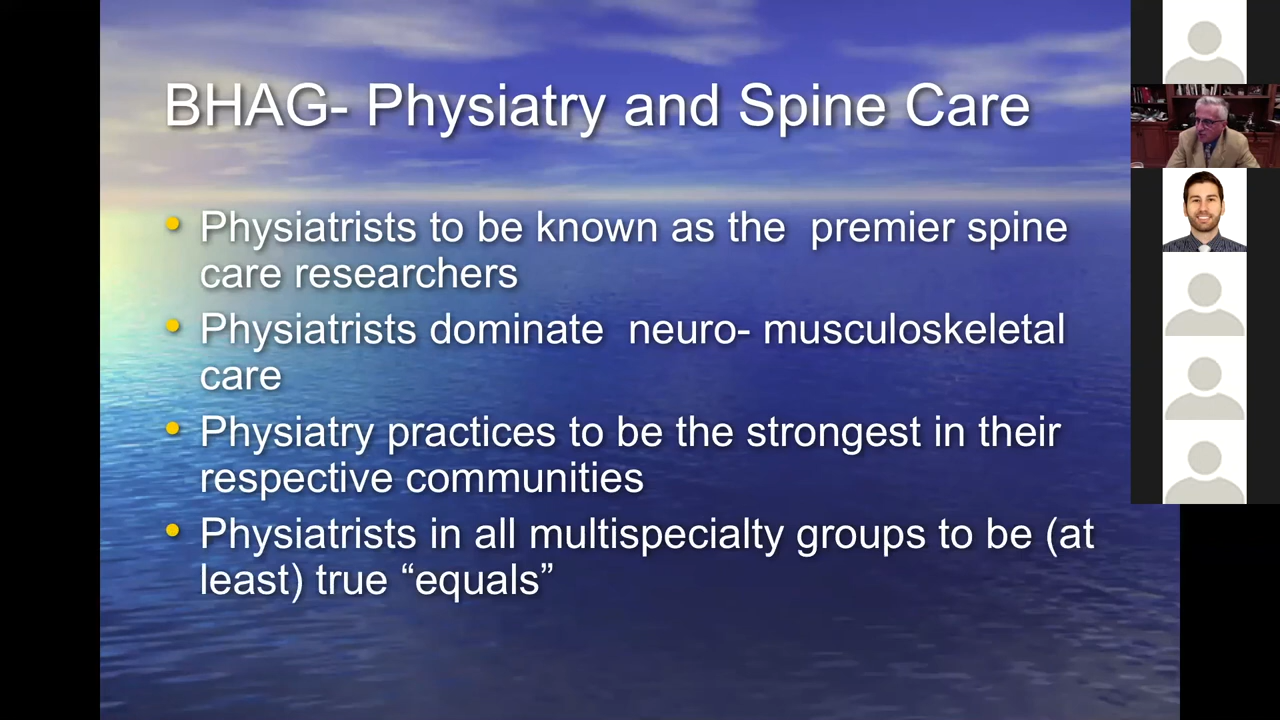 BHAG- Physiatry and Spine Care
• Physiatrists to be known as the  premier spine
care researchers
• Physiatrists dominate  neuro- musculoskeletal
care
• Physiatry practices to be the strongest in their
respective communities
• Physiatrists in all multispecialty groups to be (at
least) true “equals”